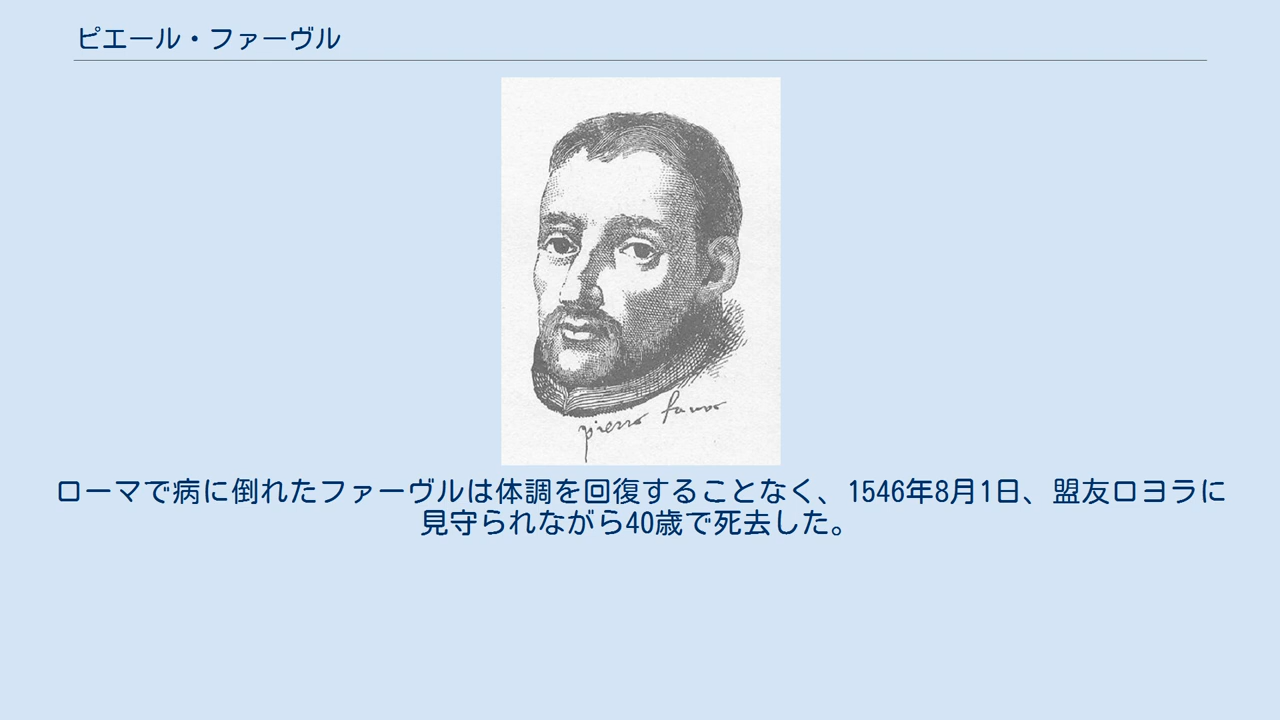 ピエール・ファーヴル
pierre favre
ローマで病に倒れたファーヴルは体調を回復することなく、1546年8月1日、盟友ロヨラに
見守られながら40歳で死去した。